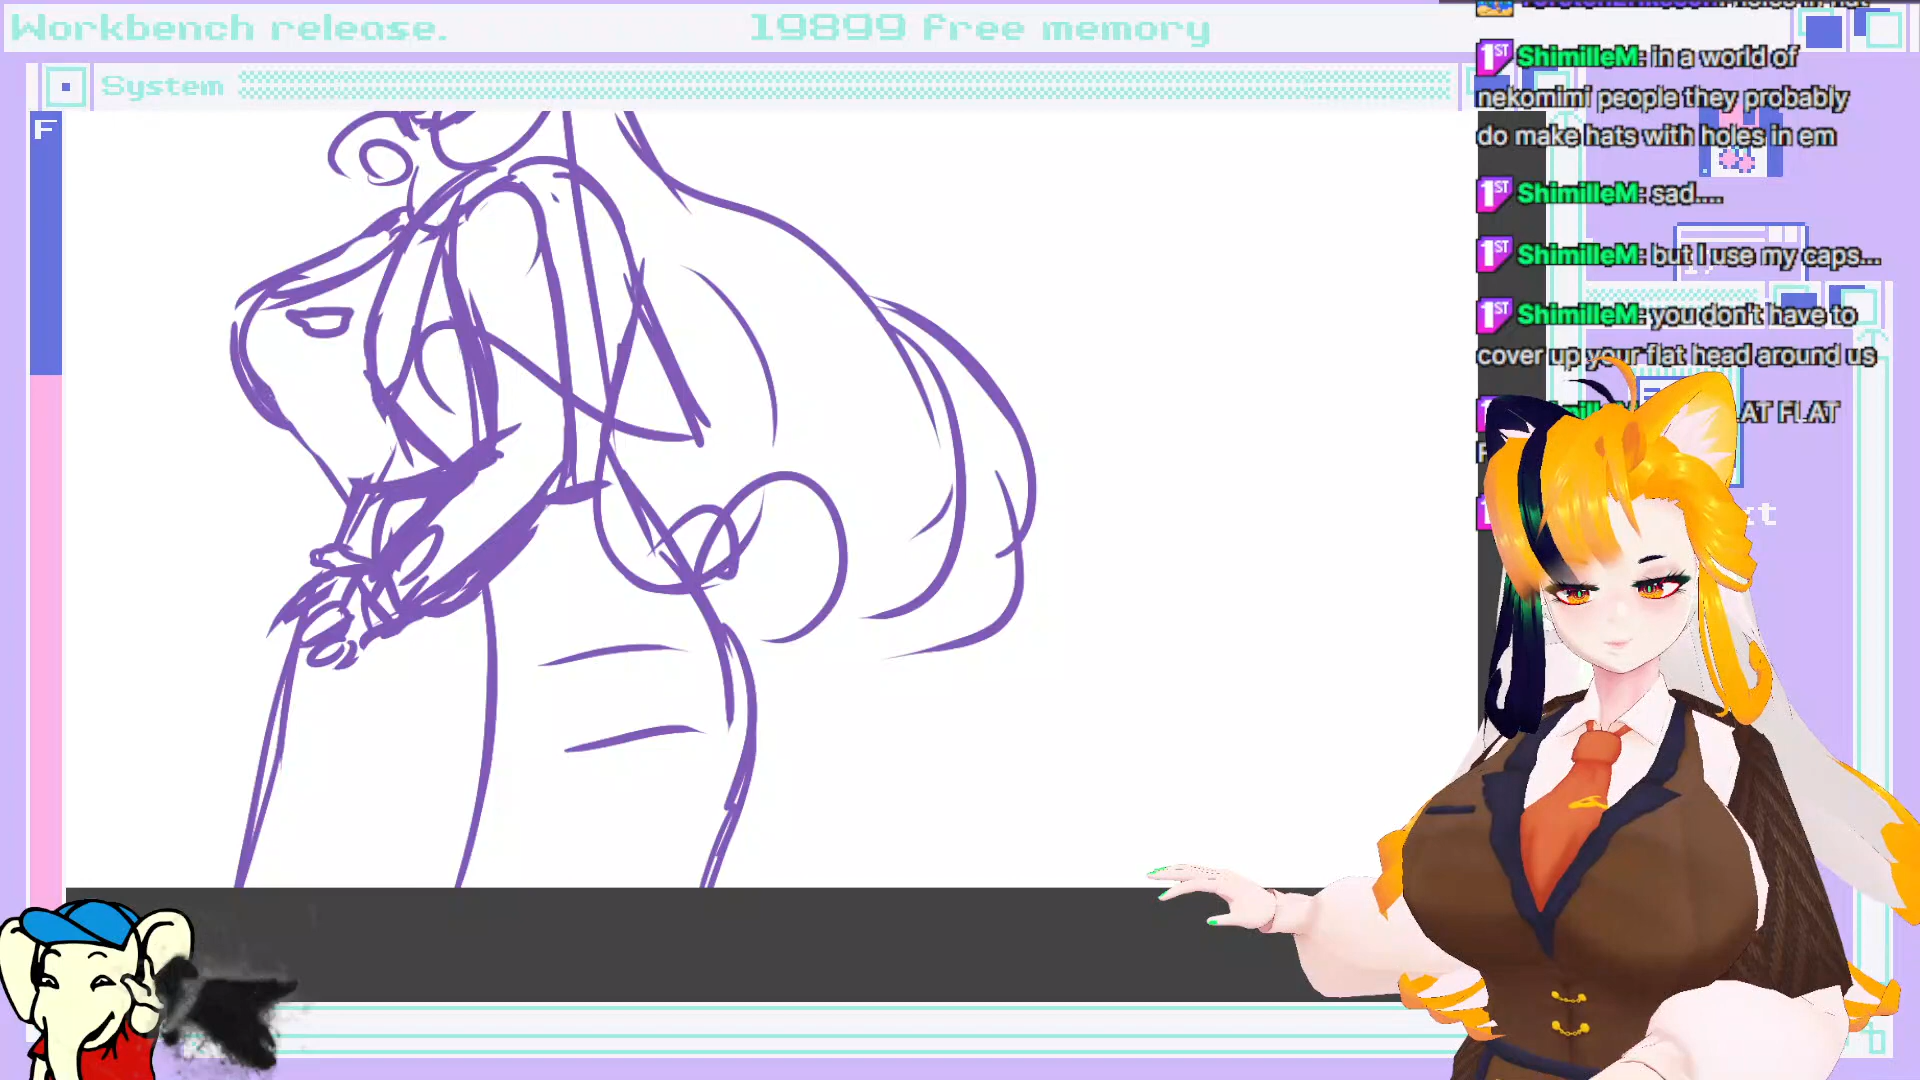 Workbench release.
19899 free memory
System
F
ShimilleM: in a world of
nekomimi people they probably
do make hats with holes in em
ShimilleM: sad....
ShimilleM: but I use my caps...
ShimilleM: you don't have to
cover up your flat head around us
FLAT